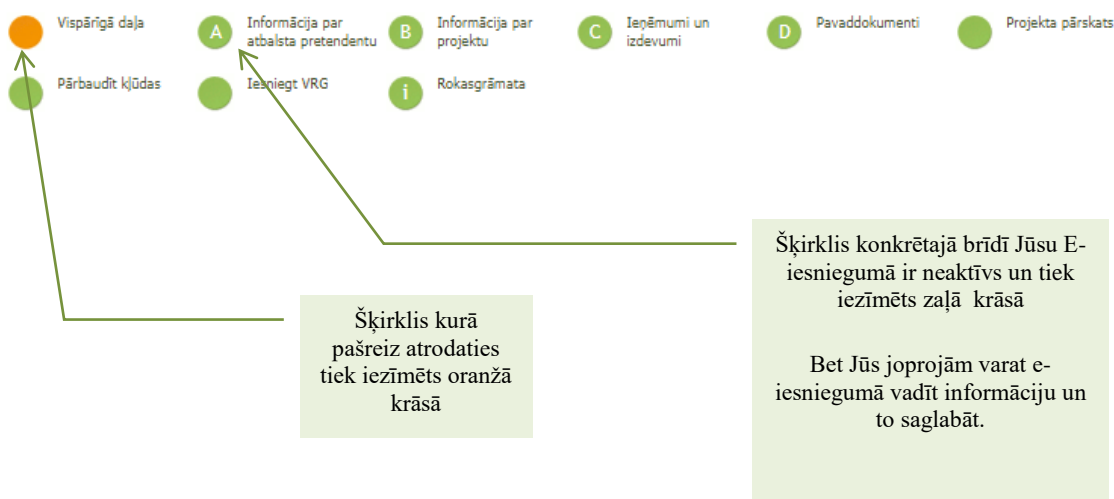 Vispārīgā daļa
A
Informācija par
atbalsta pretendentu
B
Informācija par
projektu
C
Ieņēmumi un
izdevumi
D
Pavaddokumenti
Projekta pārskats
Pārbaudīt kļūdas
Iesniegt VRG
i
Rokasgrāmata
Šķirklis konkrētajā brīdī Jūsu E-
iesniegumā ir neaktīvs un tiek
iezīmēts zaļā krāsā
Bet Jūs joprojām varat e-
iesniegumā vadīt informāciju un
to saglabāt.
Šķirklis kurā
pašreiz atrodaties
tiek iezīmēts oranžā
krāsā